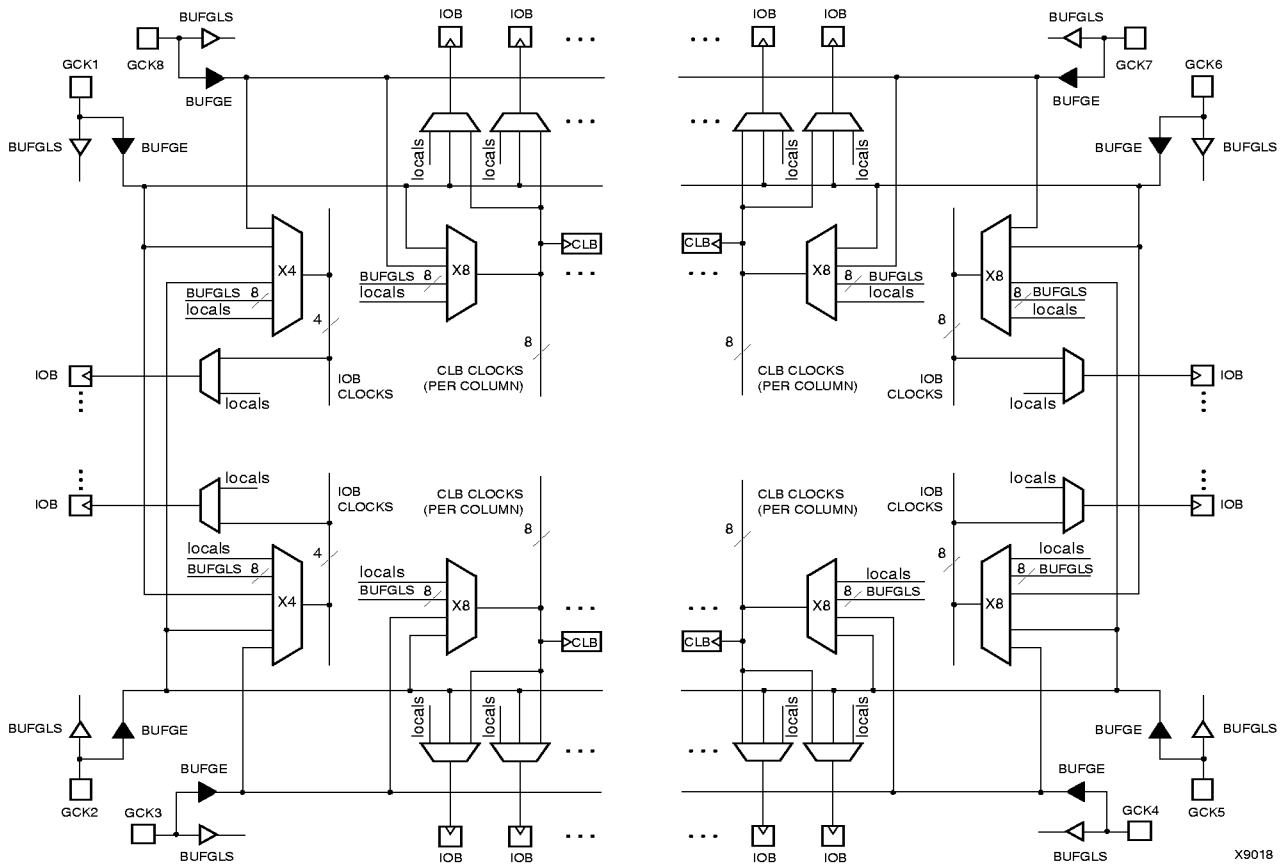 BUFGLS
IOB
IOB
IOB
IOB
BUFGLS
GCK1
GCK8
GCK7
GCK6
BUFGE
BUFGE
BUFGLS
BUFGE
BUFGE
BUFGLS
locals
locals
locals
locals
CLB
CLB
X4
X8
X8
X8
BUFGLS 8
BUFGLS 8
8 BUFGLS
8 BUFGLS
locals
locals
locals
locals
4
8
8
8
IOB
IOB
CLOCKS
CLB CLOCKS
(PER COLUMN)
CLB CLOCKS
(PER COLUMN)
IOB
CLOCKS
IOB
locals
locals
locals
locals
IOB
IOB
CLOCKS
CLB CLOCKS
(PER COLUMN)
CLB CLOCKS
(PER COLUMN)
IOB
CLOCKS
IOB
4
8
8
8
locals
locals
locals
locals
BUFGLS 8
BUFGLS 8
8 BUFGLS
8 BUFGLS
X4
X8
X8
X8
CLB
CLB
locals
locals
locals
locals
BUFGLS
BUFGE
BUFGE
BUFGLS
BUFGE
BUFGE
GCK2
GCK3
GCK4
GCK5
BUFGLS
IOB
IOB
IOB
IOB
BUFGLS
X9018